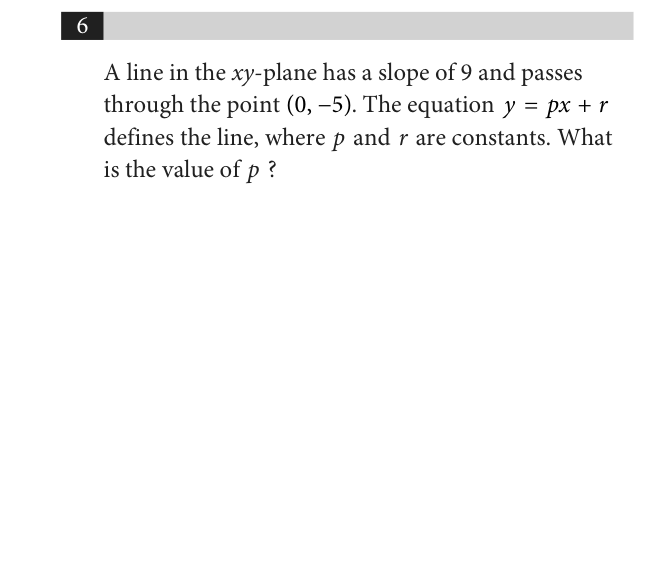 6
A line in the xy-plane has a slope of 9 and passes
through the point (0, −5). The equation y = px + r
defines the line, where p and r are constants. What
is the value of p ?